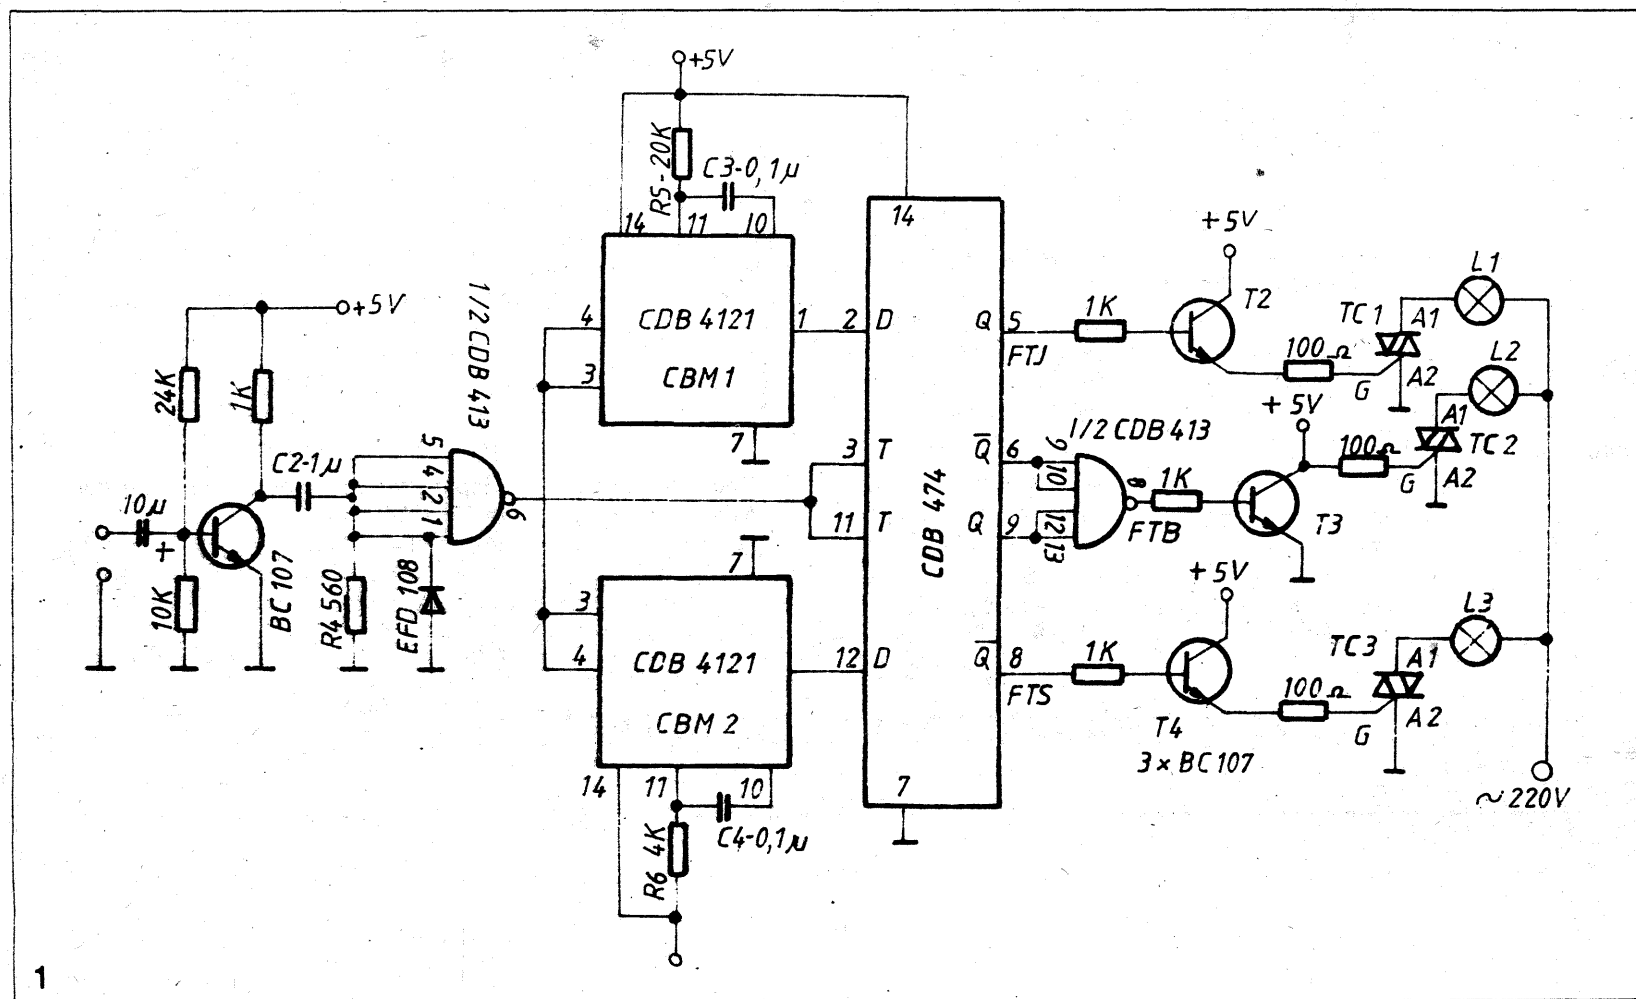 +5V
R5-20K
C3-0,1µ
14
11
10
14
+5V
24K
1K
1/2 CDB 413
4
CDB 4121
1
2
D
3
CBM 1
7
Q
5
FTJ
1K
+5V
T2
100Ω
G
TC1
A1
A2
L1
L2
10µ
+
10K
BC 107
C2-1µ
R4 560
EFD 108
5
4
2
1
6
3
T
11
T
CDB 474
Q̅
6
9
10
1/2 CDB 413
8
1K
+5V
100Ω
G
A1
TC2
A2
Q
9
12
13
FTB
T3
7
3
CDB 4121
12
D
4
CBM 2
Q̅
8
FTS
1K
+5V
T4
3×BC107
100Ω
G
TC3
A1
A2
L3
14
11
10
7
C4-0,1µ
R6 4K
~220V
1